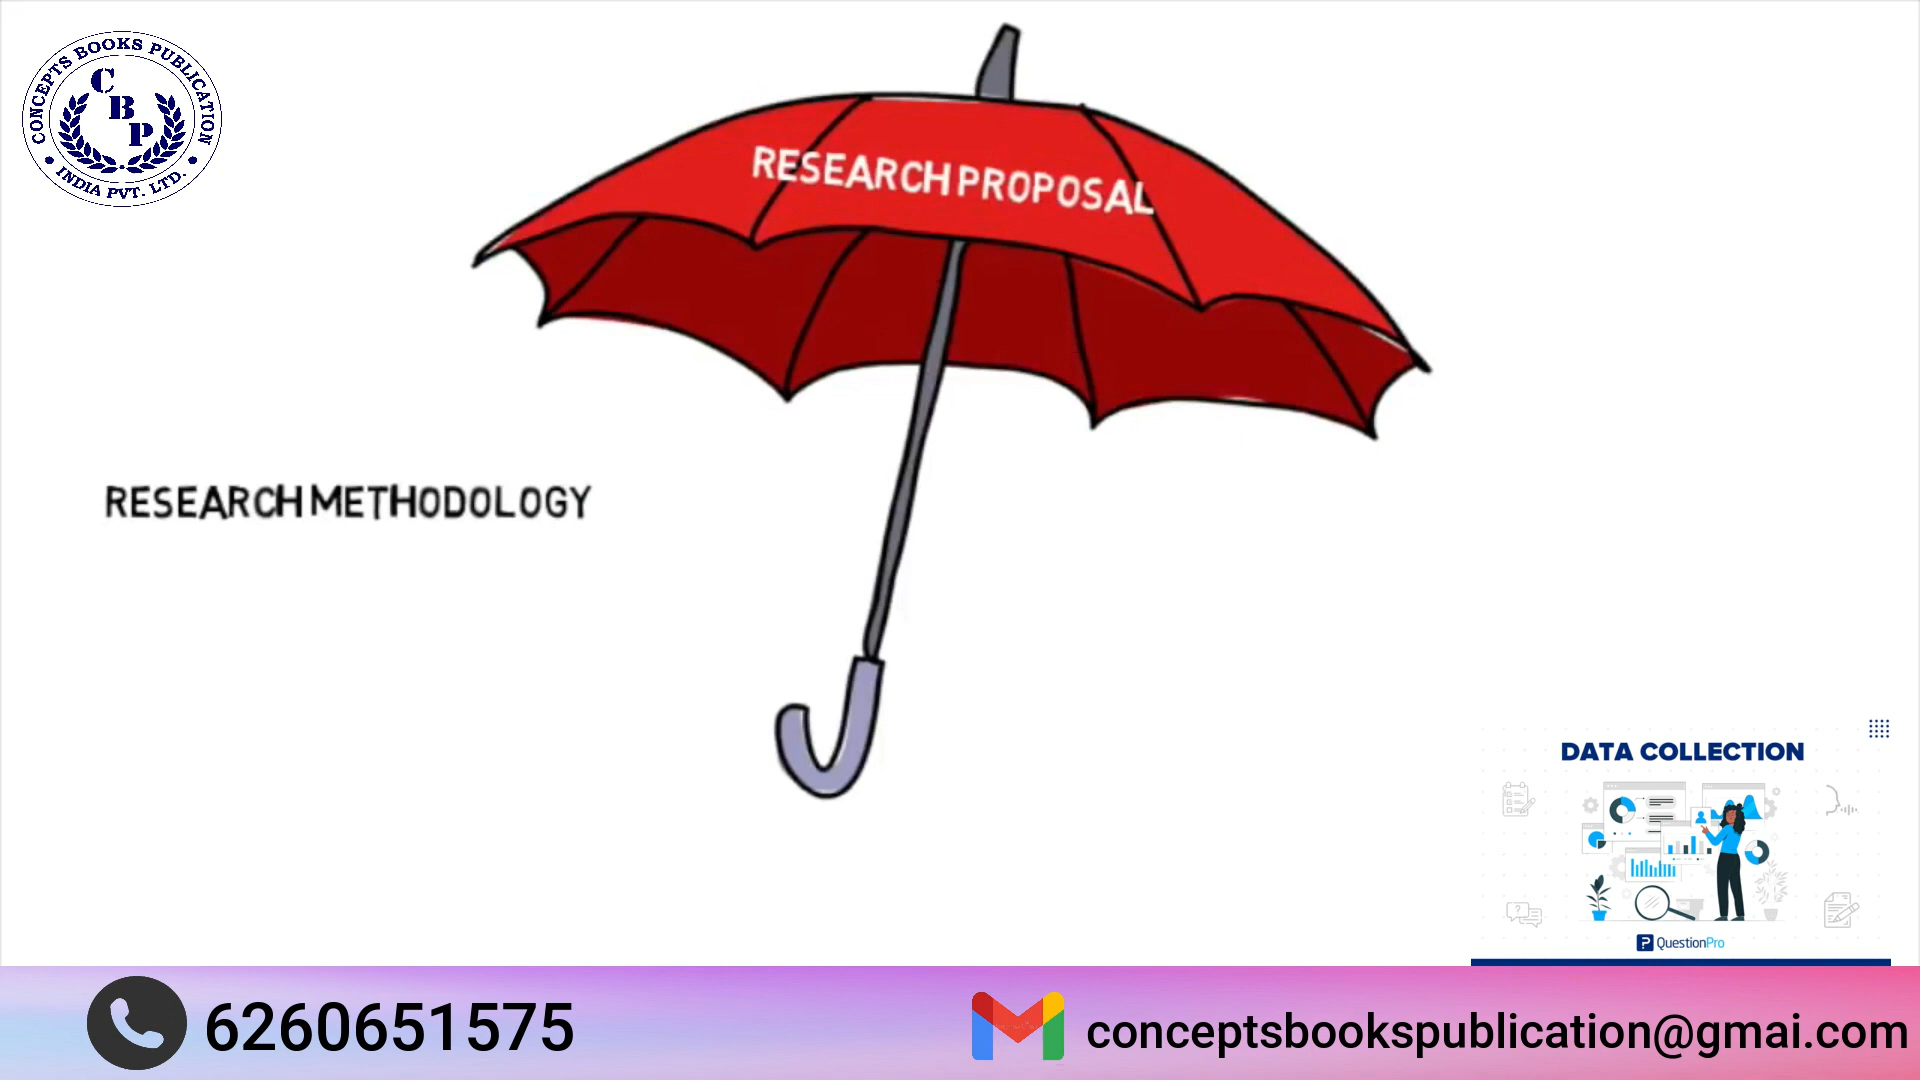 CONCEPTS BOOKS PUBLICATION
C
B
P
INDIA PVT. LTD.
RESEARCH PROPOSAL
RESEARCH METHODOLOGY
DATA COLLECTION
?
QuestionPro
6260651575
conceptsbookspublication@gmai.com